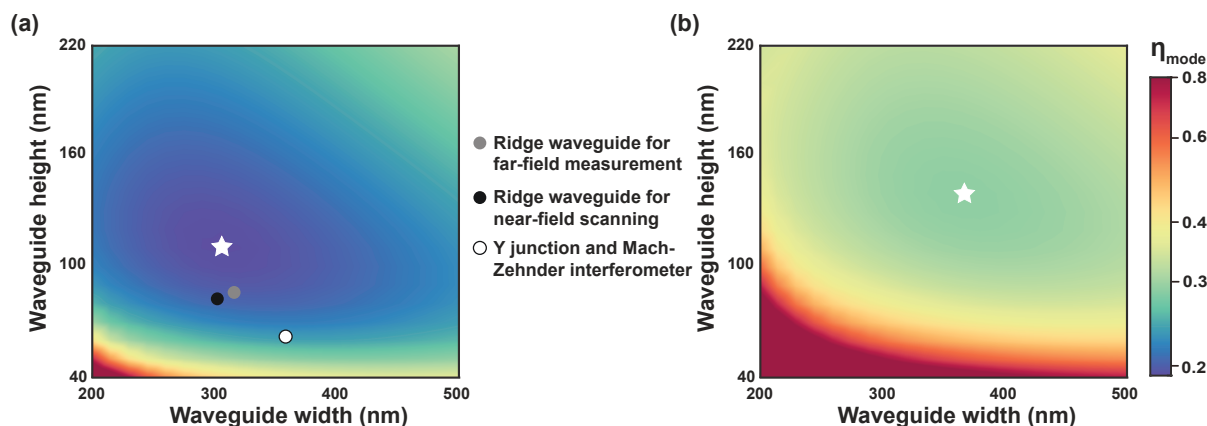 (a)
Waveguide height (nm)
220
160
100
40
200
300
400
500
Waveguide width (nm)
Ridge waveguide for
far-field measurement
Ridge waveguide for
near-field scanning
Y junction and Mach-
Zehnder interferometer
(b)
Waveguide height (nm)
220
160
100
40
200
300
400
500
Waveguide width (nm)
ηmode
0.8
0.6
0.4
0.3
0.2